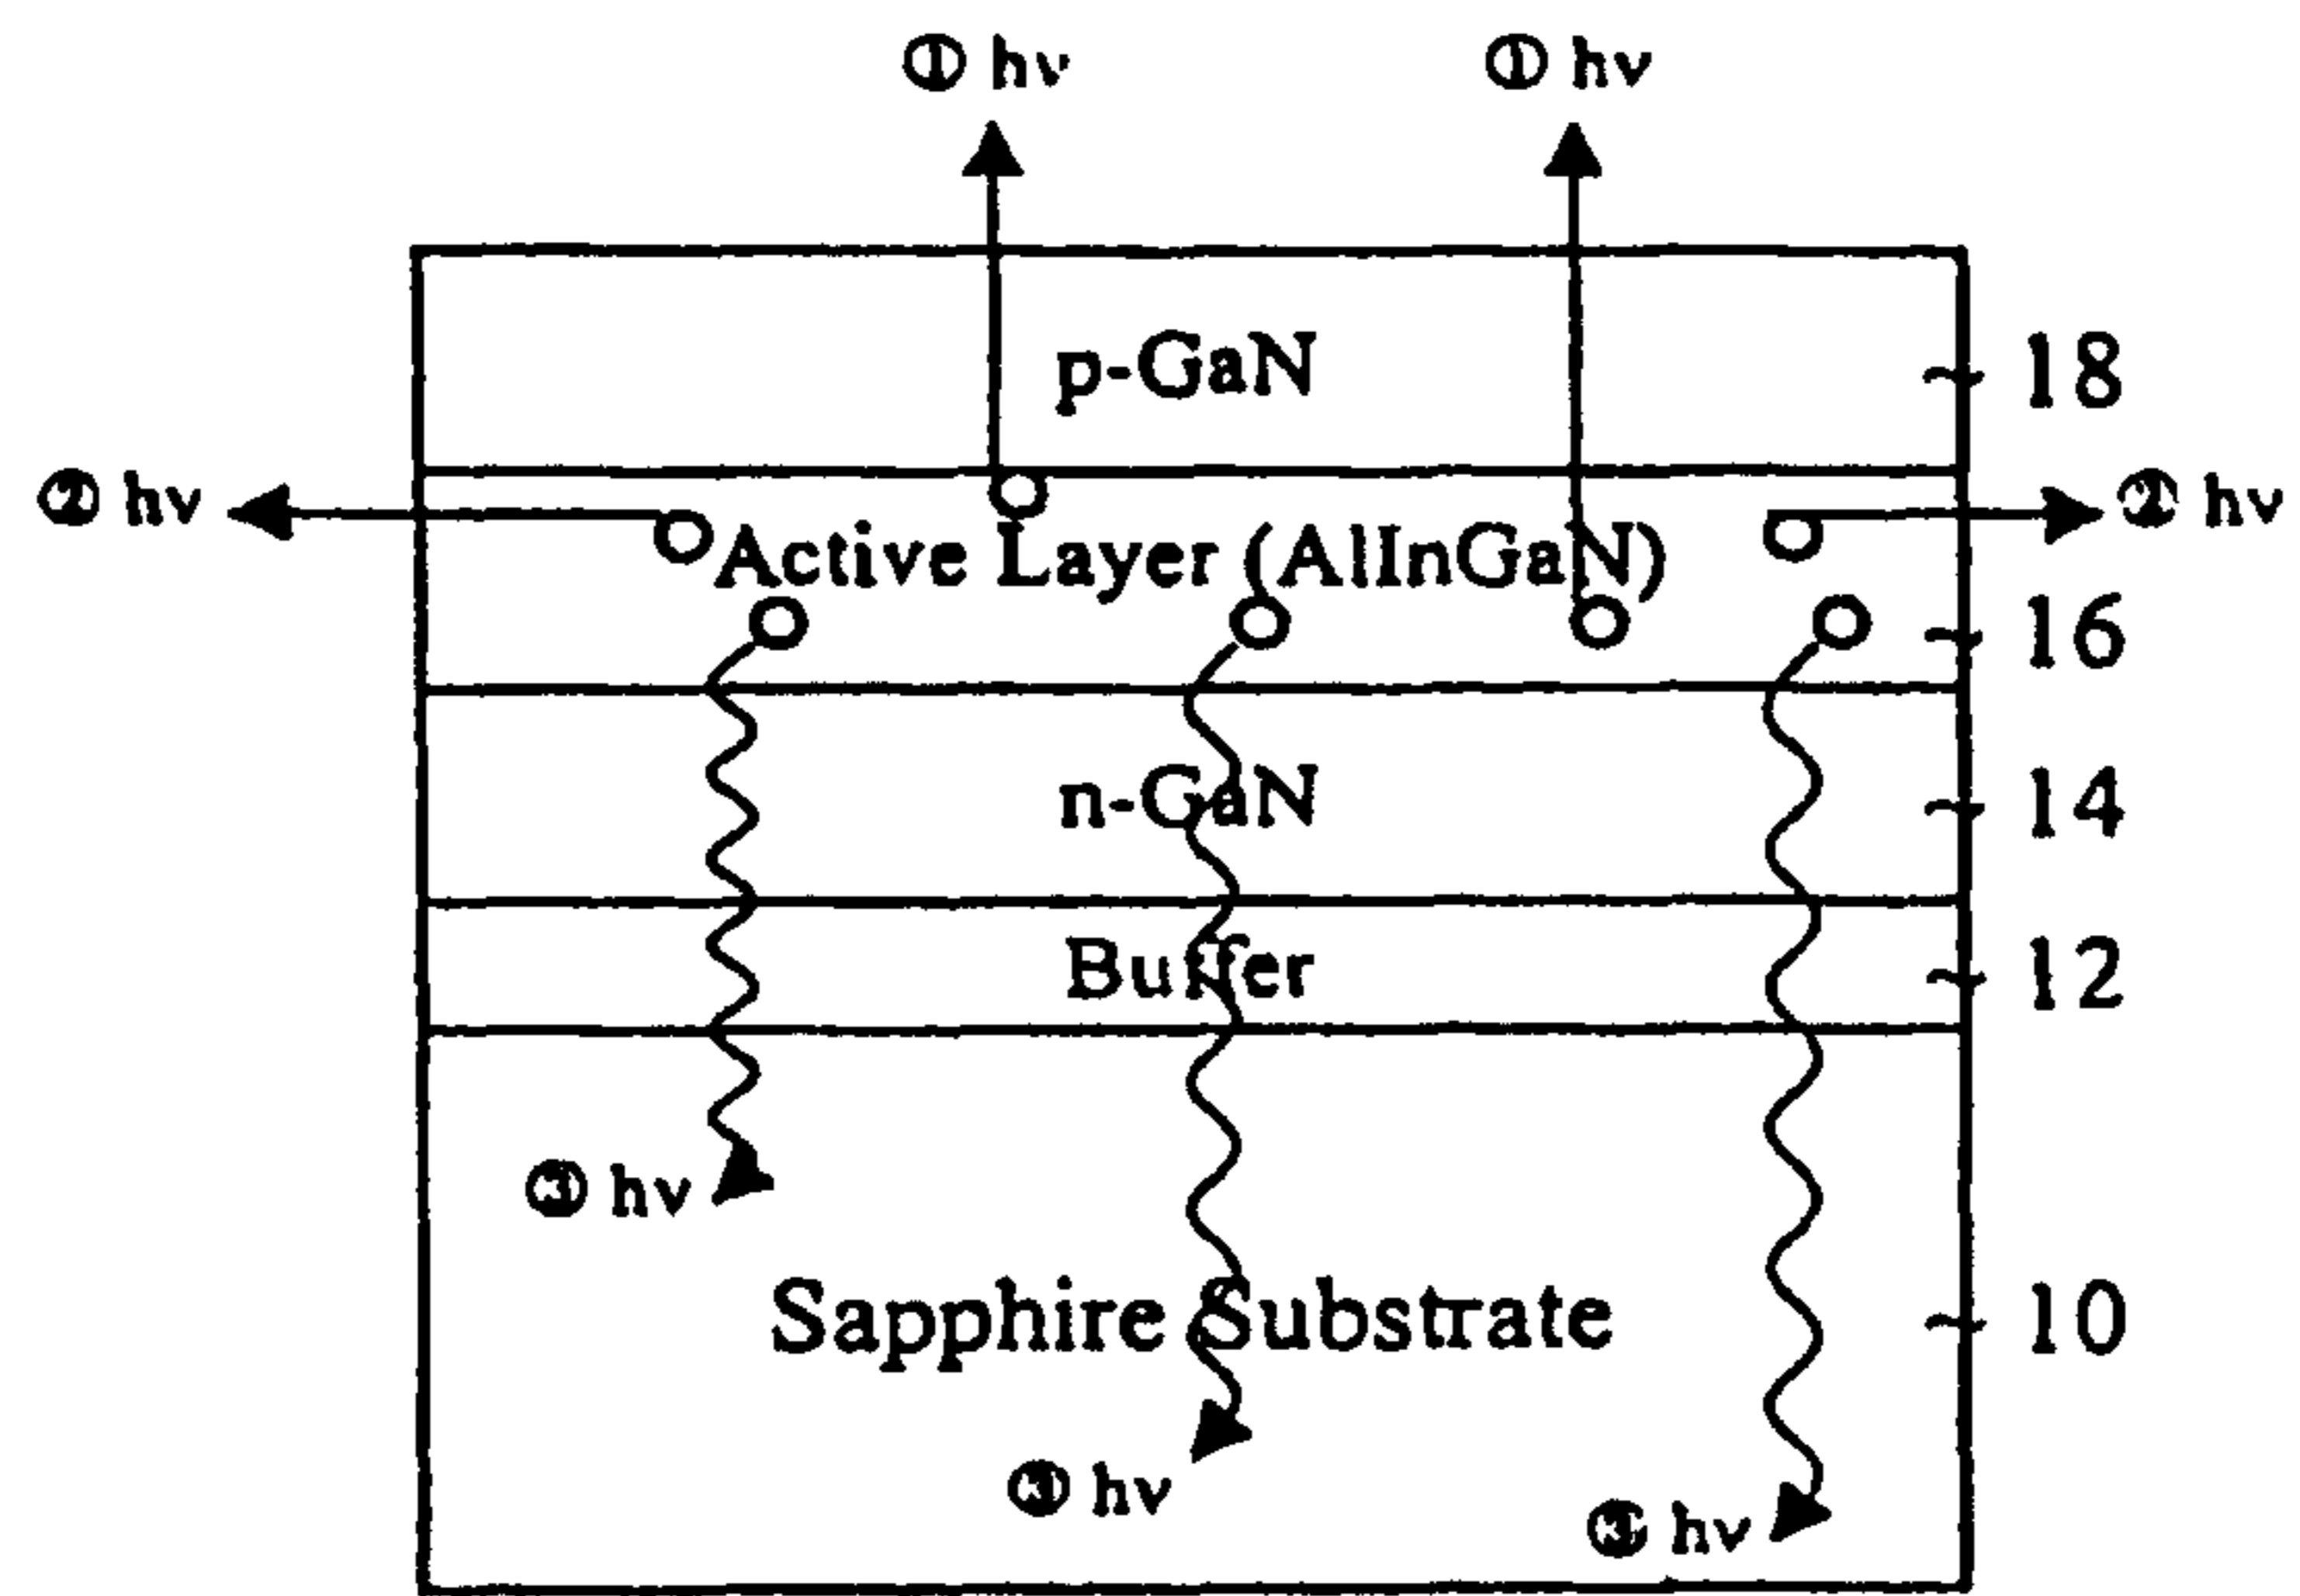 ① hν ① hν
p-GaN 18
② hν ② hν
Active Layer (AlInGaN)
16
n-GaN 14
Buffer 12
③ hν
Sapphire Substrate 10
③ hν
③ hν